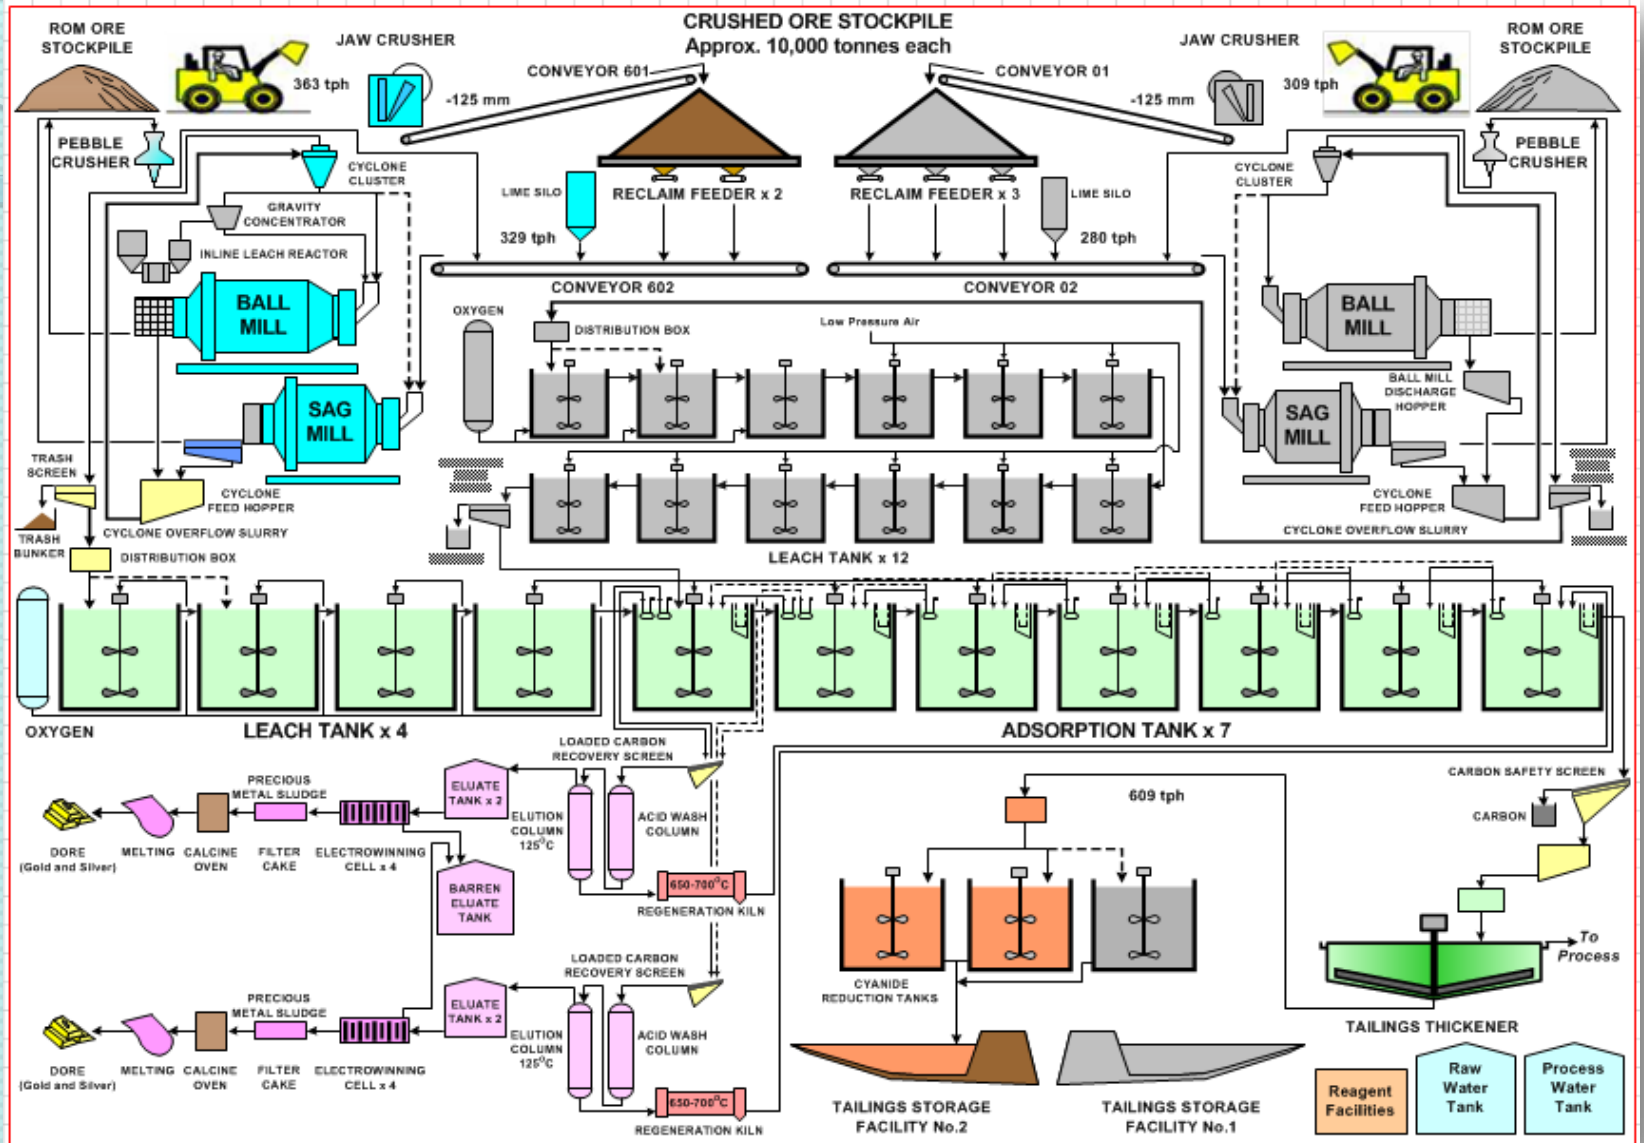 CRUSHED ORE STOCKPILE
Approx. 10,000 tonnes each
ROM ORE
STOCKPILE
363 tph
JAW CRUSHER
-125 mm
CONVEYOR 601
CONVEYOR 01
-125 mm
JAW CRUSHER
309 tph
ROM ORE
STOCKPILE
PEBBLE
CRUSHER
CYCLONE
CLUSTER
GRAVITY
CONCENTRATOR
INLINE LEACH REACTOR
LIME SILO
RECLAIM FEEDER x 2
RECLAIM FEEDER x 3
LIME SILO
329 tph
280 tph
CYCLONE
CLUSTER
PEBBLE
CRUSHER
CONVEYOR 602
CONVEYOR 02
BALL
MILL
SAG
MILL
OXYGEN
DISTRIBUTION BOX
Low Pressure Air
BALL
MILL
BALL MILL
DISCHARGE
HOPPER
SAG
MILL
TRASH
SCREEN
TRASH
BUNKER
CYCLONE
FEED HOPPER
CYCLONE OVERFLOW SLURRY
DISTRIBUTION BOX
LEACH TANK x 12
CYCLONE
FEED HOPPER
CYCLONE OVERFLOW SLURRY
OXYGEN
LEACH TANK x 4
ADSORPTION TANK x 7
LOADED CARBON
RECOVERY SCREEN
PRECIOUS
METAL SLUDGE
ELUATE
TANK x 2
ELUTION
COLUMN
125°C
ACID WASH
COLUMN
DORE
(Gold and Silver)
MELTING
CALCINE
OVEN
FILTER
CAKE
ELECTROWINNING
CELL x 4
BARREN
ELUATE
TANK
650-700°C
REGENERATION KILN
609 tph
CARBON SAFETY SCREEN
CARBON
To
Process
CYANIDE
REDUCTION TANKS
TAILINGS THICKENER
LOADED CARBON
RECOVERY SCREEN
PRECIOUS
METAL SLUDGE
ELUATE
TANK x 2
ELUTION
COLUMN
125°C
ACID WASH
COLUMN
DORE
(Gold and Silver)
MELTING
CALCINE
OVEN
FILTER
CAKE
ELECTROWINNING
CELL x 4
650-700°C
REGENERATION KILN
TAILINGS STORAGE
FACILITY No.2
TAILINGS STORAGE
FACILITY No.1
Reagent
Facilities
Raw
Water
Tank
Process
Water
Tank